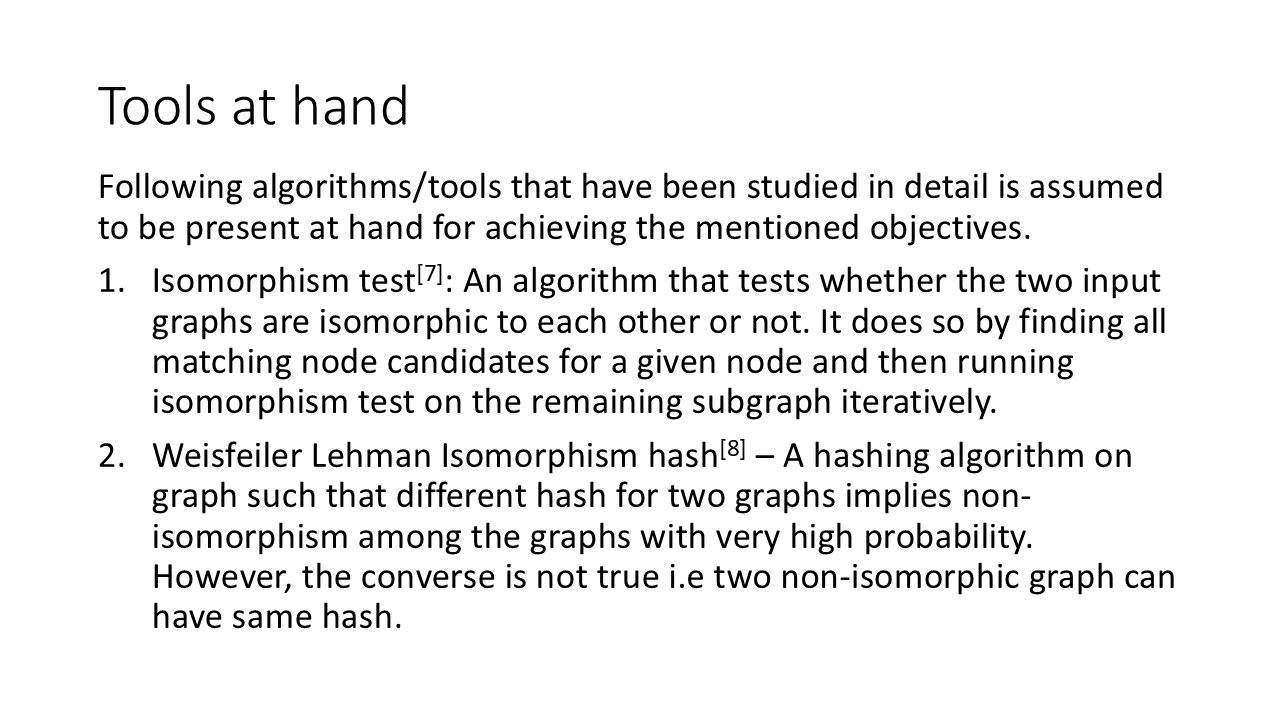 Tools at hand
Following algorithms/tools that have been studied in detail is assumed
to be present at hand for achieving the mentioned objectives.
1. Isomorphism test[7]: An algorithm that tests whether the two input
graphs are isomorphic to each other or not. It does so by finding all
matching node candidates for a given node and then running
isomorphism test on the remaining subgraph iteratively.
2. Weisfeiler Lehman Isomorphism hash[8] – A hashing algorithm on
graph such that different hash for two graphs implies non-
isomorphism among the graphs with very high probability.
However, the converse is not true i.e two non-isomorphic graph can
have same hash.